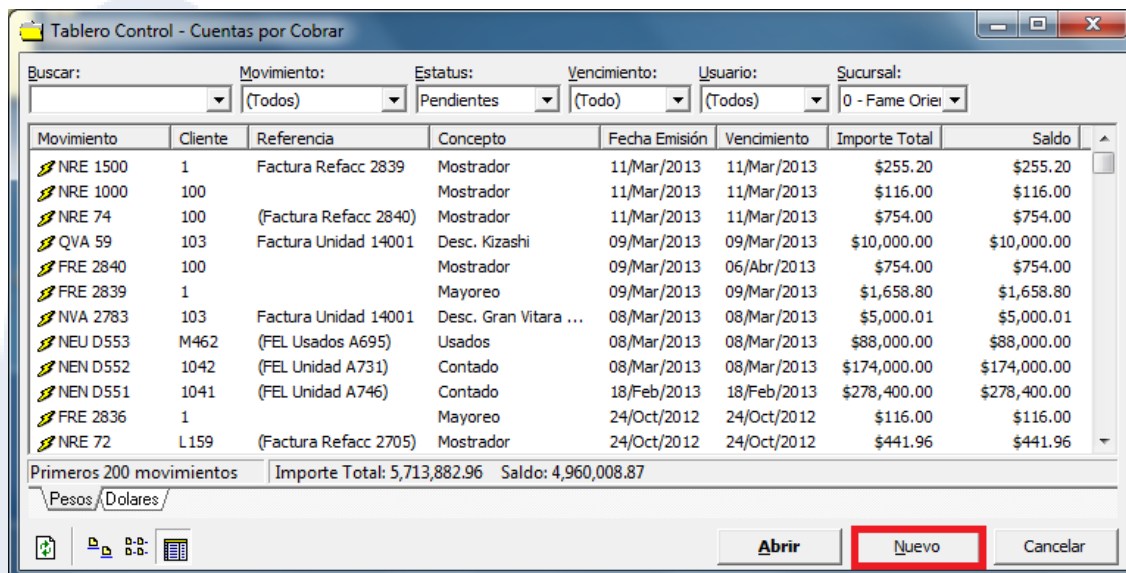 Tablero Control - Cuentas por Cobrar
Buscar: Movimiento: Estatus: Vencimiento: Usuario: Sucursal:
(Todos) Pendientes (Todo) (Todos) 0 - Fame Orier
Movimiento Cliente Referencia Concepto Fecha Emisión Vencimiento Importe Total Saldo
NRE 1500 1 Factura Refacc 2839 Mostrador 11/Mar/2013 11/Mar/2013 $255.20 $255.20
NRE 1000 100 Mostrador 11/Mar/2013 11/Mar/2013 $116.00 $116.00
NRE 74 100 (Factura Refacc 2840) Mostrador 11/Mar/2013 11/Mar/2013 $754.00 $754.00
QVA 59 103 Factura Unidad 14001 Desc. Kizashi 09/Mar/2013 09/Mar/2013 $10,000.00 $10,000.00
FRE 2840 100 Mostrador 09/Mar/2013 06/Abr/2013 $754.00 $754.00
FRE 2839 1 Mayoreo 09/Mar/2013 09/Mar/2013 $1,658.80 $1,658.80
NVA 2783 103 Factura Unidad 14001 Desc. Gran Vitara ... 08/Mar/2013 08/Mar/2013 $5,000.01 $5,000.01
NEU D553 M462 (FEL Usados A695) Usados 08/Mar/2013 08/Mar/2013 $88,000.00 $88,000.00
NEN D552 1042 (FEL Unidad A731) Contado 08/Mar/2013 08/Mar/2013 $174,000.00 $174,000.00
NEN D551 1041 (FEL Unidad A746) Contado 18/Feb/2013 18/Feb/2013 $278,400.00 $278,400.00
FRE 2836 1 Mayoreo 24/Oct/2012 24/Oct/2012 $116.00 $116.00
NRE 72 L159 (Factura Refacc 2705) Mostrador 24/Oct/2012 24/Oct/2012 $441.96 $441.96
Primeros 200 movimientos Importe Total: 5,713,882.96 Saldo: 4,960,008.87
Pesos Dolares
Abrir Nuevo Cancelar